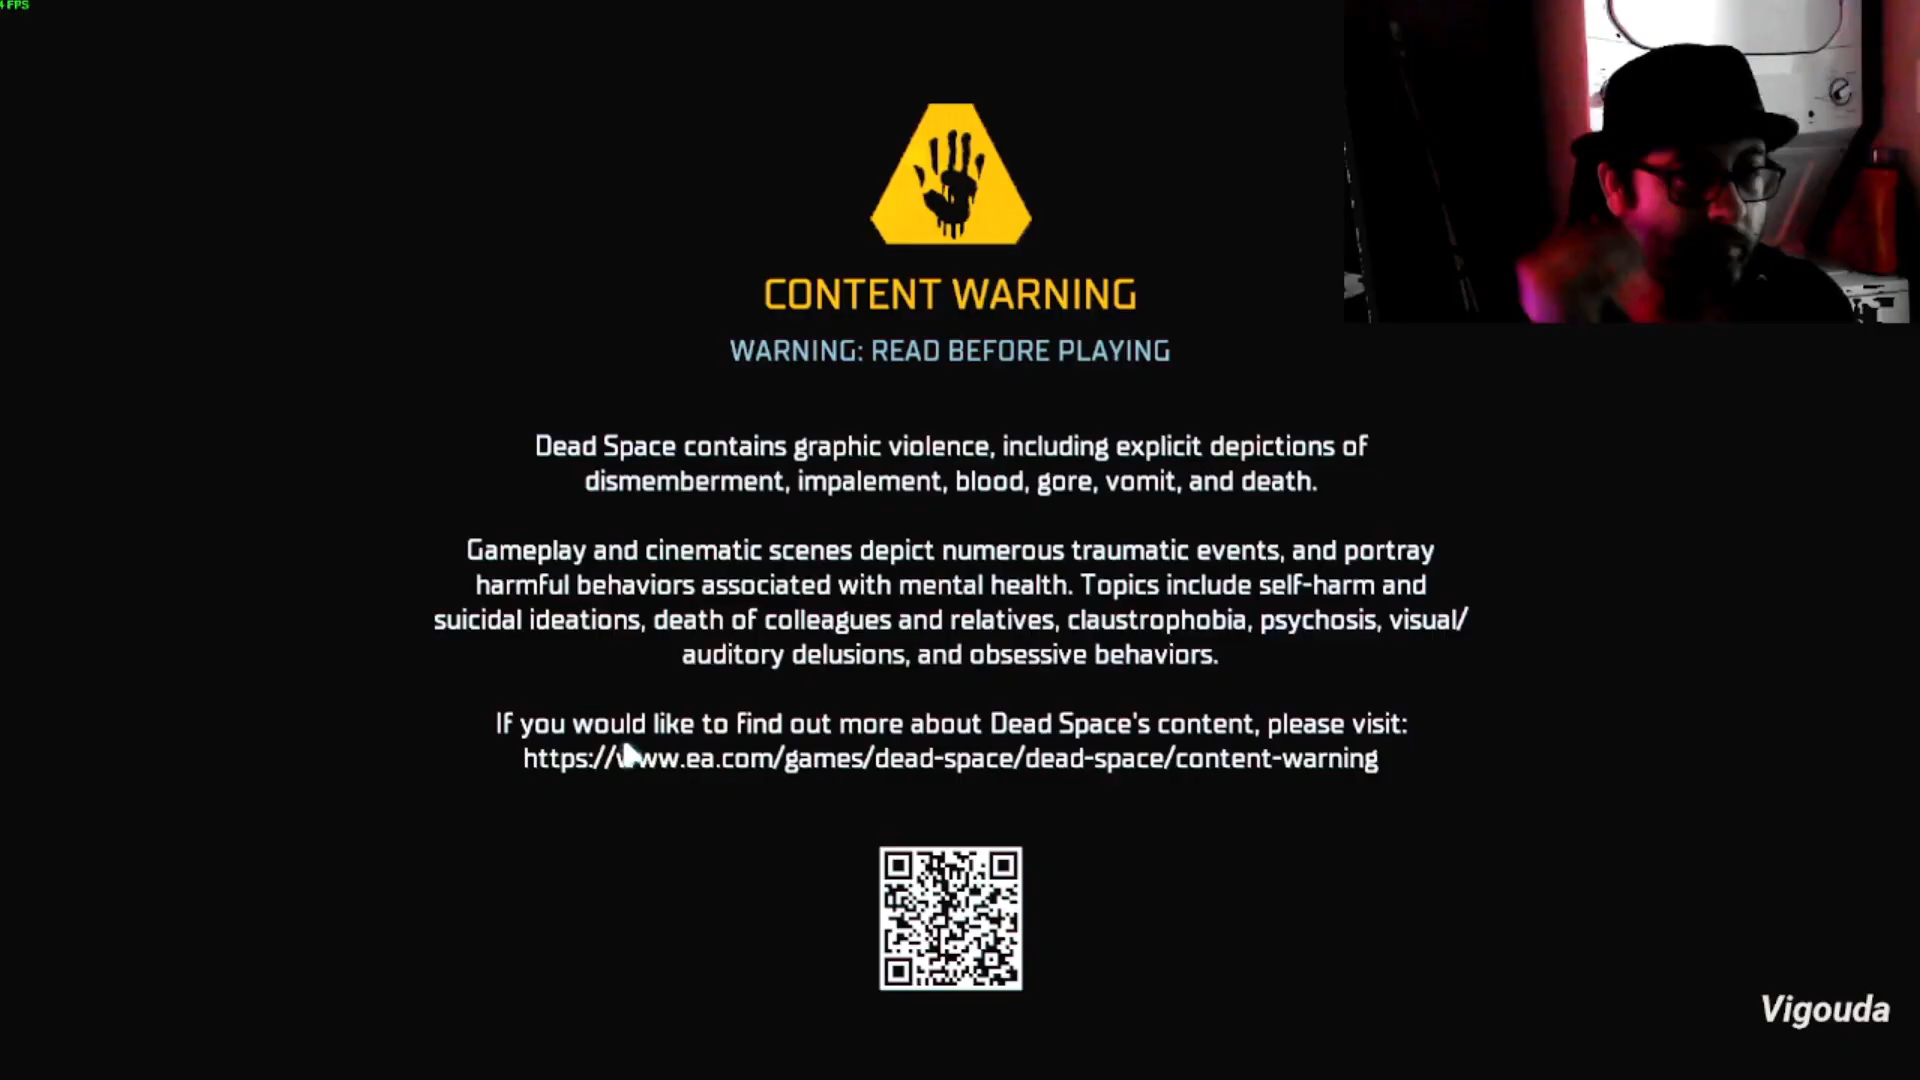 FPS
CONTENT WARNING
WARNING: READ BEFORE PLAYING
Dead Space contains graphic violence, including explicit depictions of
dismemberment, impalement, blood, gore, vomit, and death.
Gameplay and cinematic scenes depict numerous traumatic events, and portray
harmful behaviors associated with mental health. Topics include self-harm and
suicidal ideations, death of colleagues and relatives, claustrophobia, psychosis, visual/
auditory delusions, and obsessive behaviors.
If you would like to find out more about Dead Space's content, please visit:
https://www.ea.com/games/dead-space/dead-space/content-warning
Vigouda